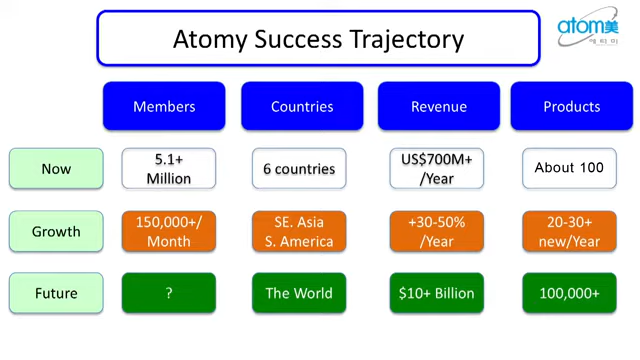 Atomy Success Trajectory
atom美
애터미
Members
Countries
Revenue
Products
Now
5.1+
Million
6 countries
US$700M+
/Year
About 100
Growth
150,000+/
Month
SE. Asia
S. America
+30-50%
/Year
20-30+
new/Year
Future
?
The World
$10+ Billion
100,000+